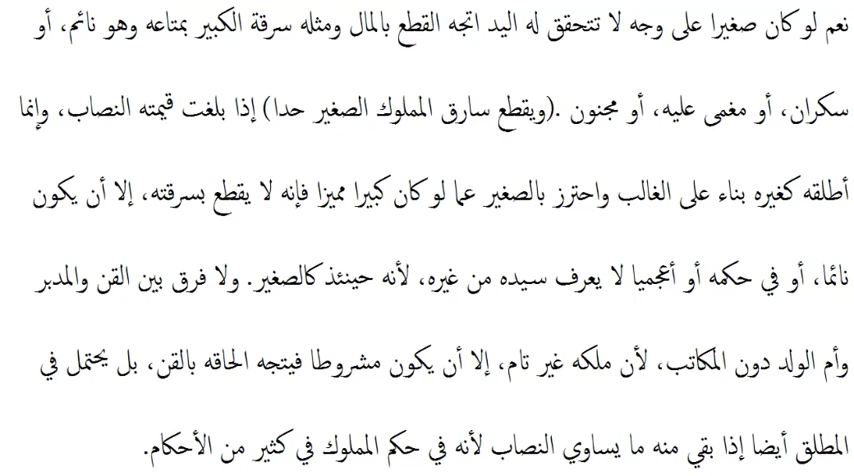 نعم لو كان صغيرا على وجه لا تتحقق له اليد اتجه القطع بالمال ومثله سرقة الكبير بمتاعه وهو نائم، أو
سكران، أو مغمى عليه، أو مجنون .(ويقطع سارق المملوك الصغير حدا) إذا بلغت قيمته النصاب، وإنما
أطلقه كغيره بناء على الغالب واحترز بالصغير عما لو كان كبيرا مميزا فإنه لا يقطع بسرقته، إلا أن يكون
نائما، أو في حكمه أو أعجميا لا يعرف سيده من غيره، لأنه حينئذ كالصغير. ولا فرق بين القن والمدبر
وأم الولد دون المكاتب، لأن ملكه غير تام، إلا أن يكون مشروطا فيتجه الحاقه بالقن، بل يحتمل في
المطلق أيضا إذا بقي منه ما يساوي النصاب لأنه في حكم المملوك في كثير من الأحكام.